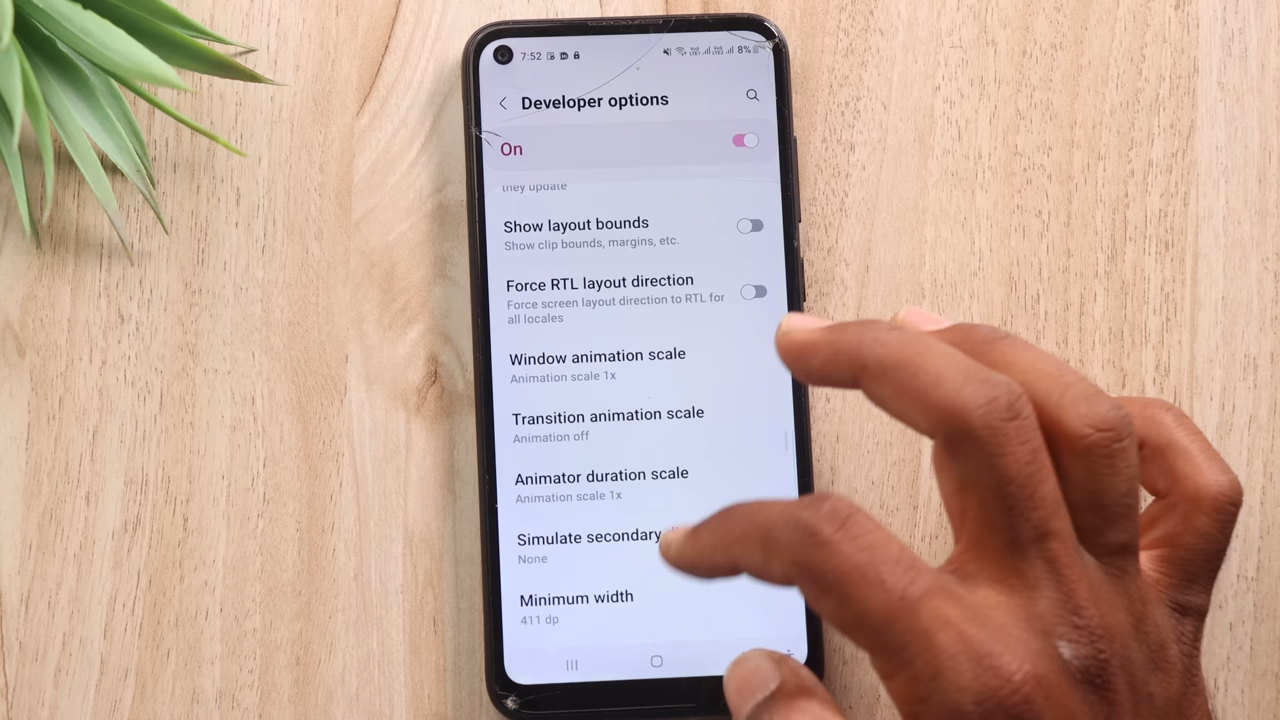 7:52
8%
Developer options
On
they update
Show layout bounds
Show clip bounds, margins, etc.
Force RTL layout direction
Force screen layout direction to RTL for
all locales
Window animation scale
Animation scale 1x
Transition animation scale
Animation off
Animator duration scale
Animation scale 1x
Simulate secondary
None
Minimum width
411 dp